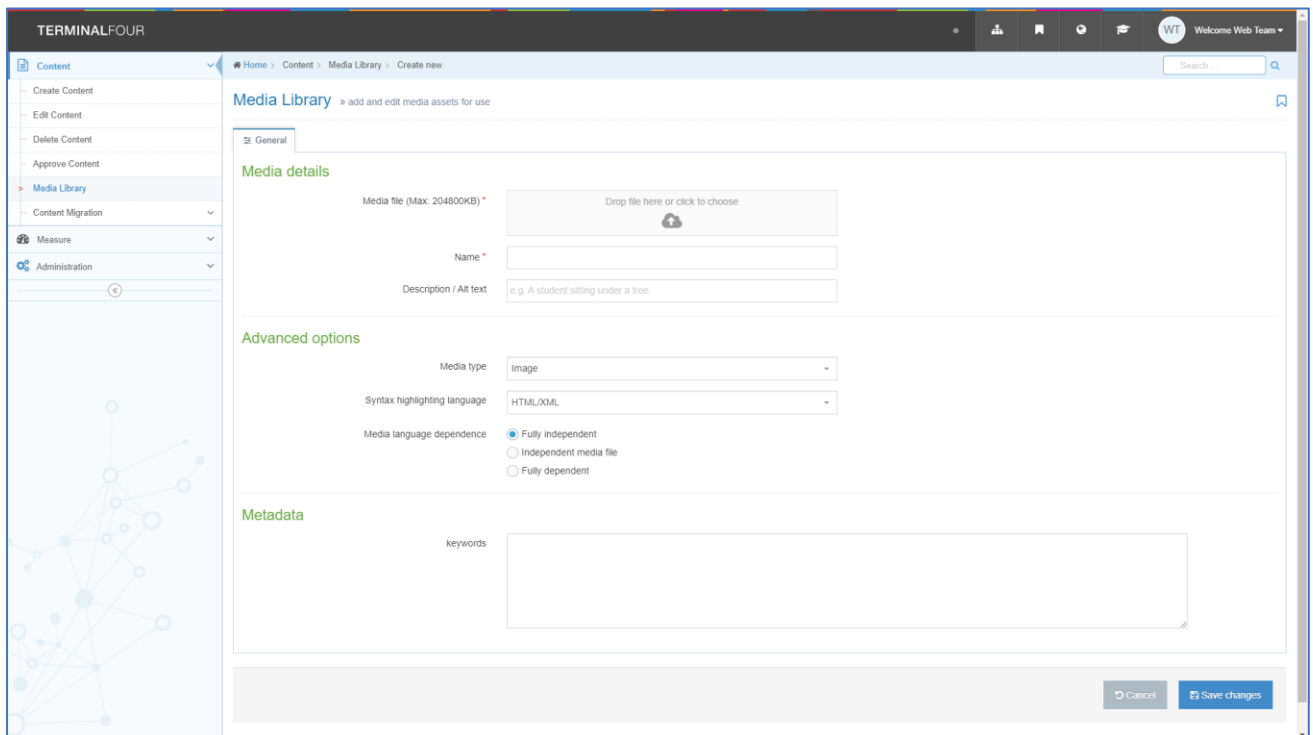 TERMINALFOUR
WT Welcome Web Team
Content
Create Content
Edit Content
Delete Content
Approve Content
» Media Library
Content Migration
Measure
Administration
Home > Content > Media Library > Create new
Search ...
Media Library » add and edit media assets for use
General
Media details
Media file (Max: 204800KB) *
Drop file here or click to choose
Name *
Description / Alt text
e.g. A student sitting under a tree.
Advanced options
Media type
Image
Syntax highlighting language
HTML/XML
Media language dependence
Fully independent
Independent media file
Fully dependent
Metadata
keywords
Cancel
Save changes